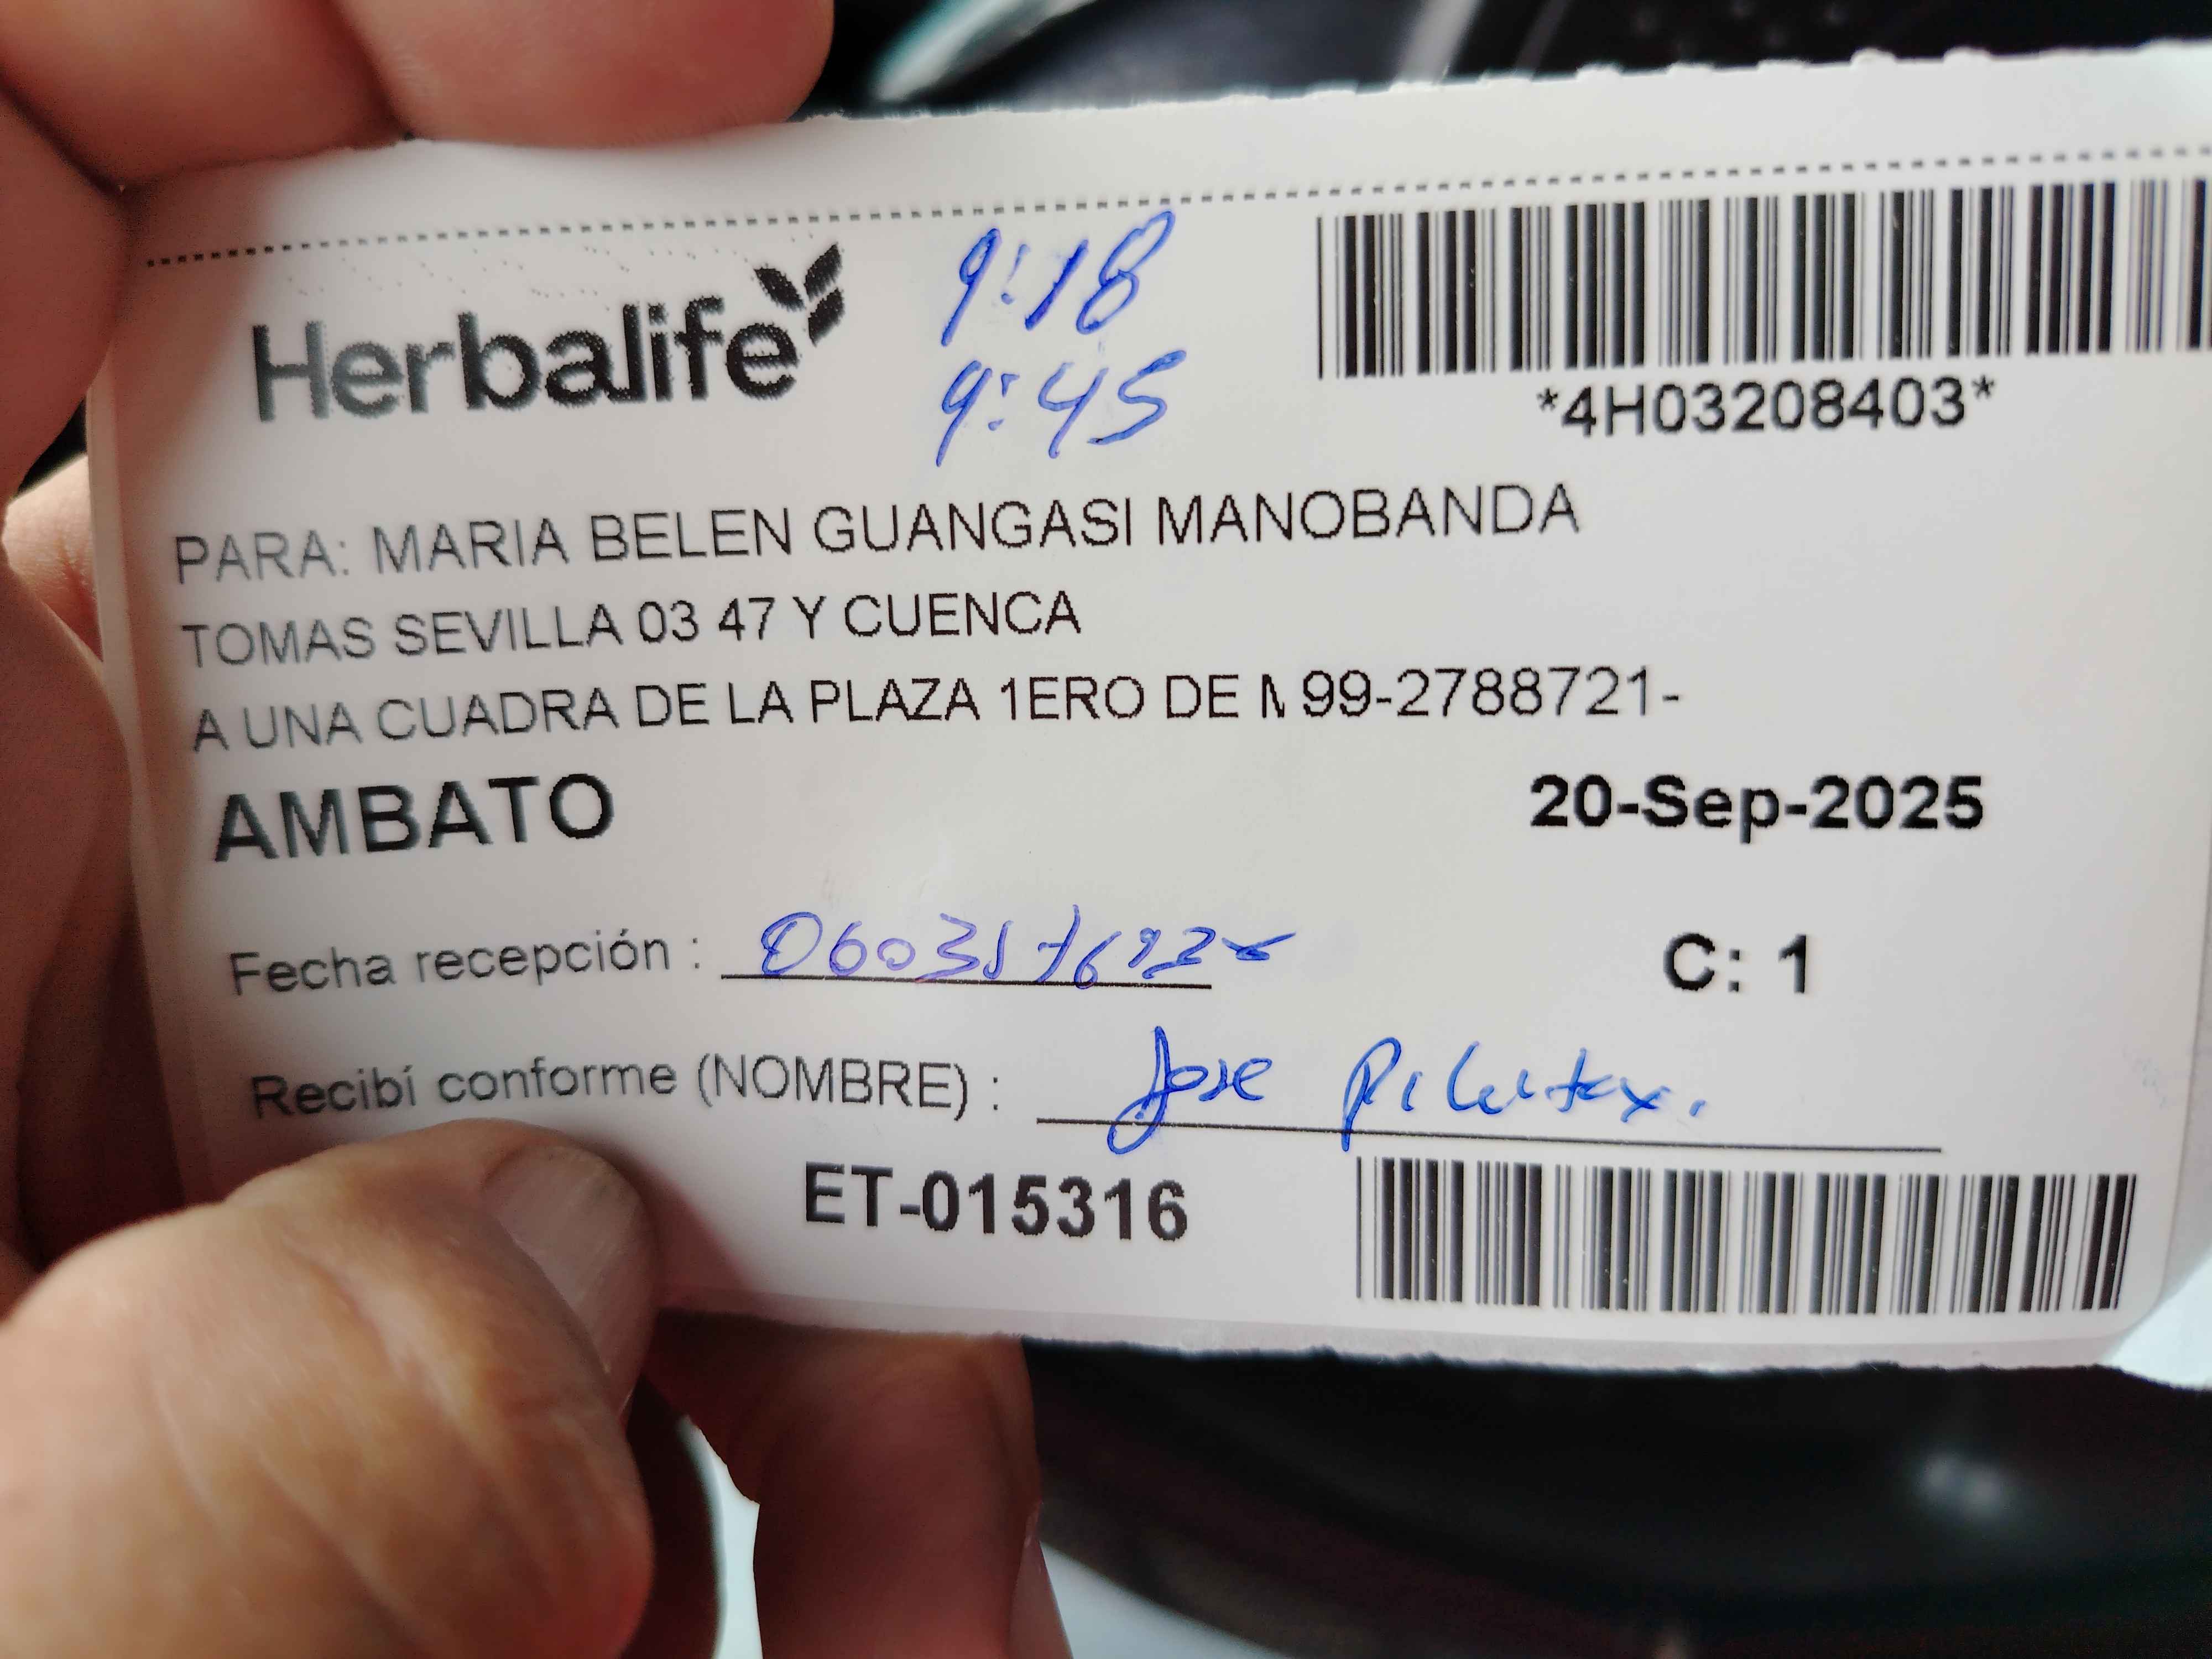 Herbalife
9:18
9:45
*4H03208403*
PARA: MARIA BELEN GUANGASI MANOBANDA
TOMAS SEVILLA 03 47 Y CUENCA
A UNA CUADRA DE LA PLAZA 1ERO DE M 99-2788721-
AMBATO
20-Sep-2025
Fecha recepción :
C: 1
Recibí conforme (NOMBRE) : Jose
ET-015316